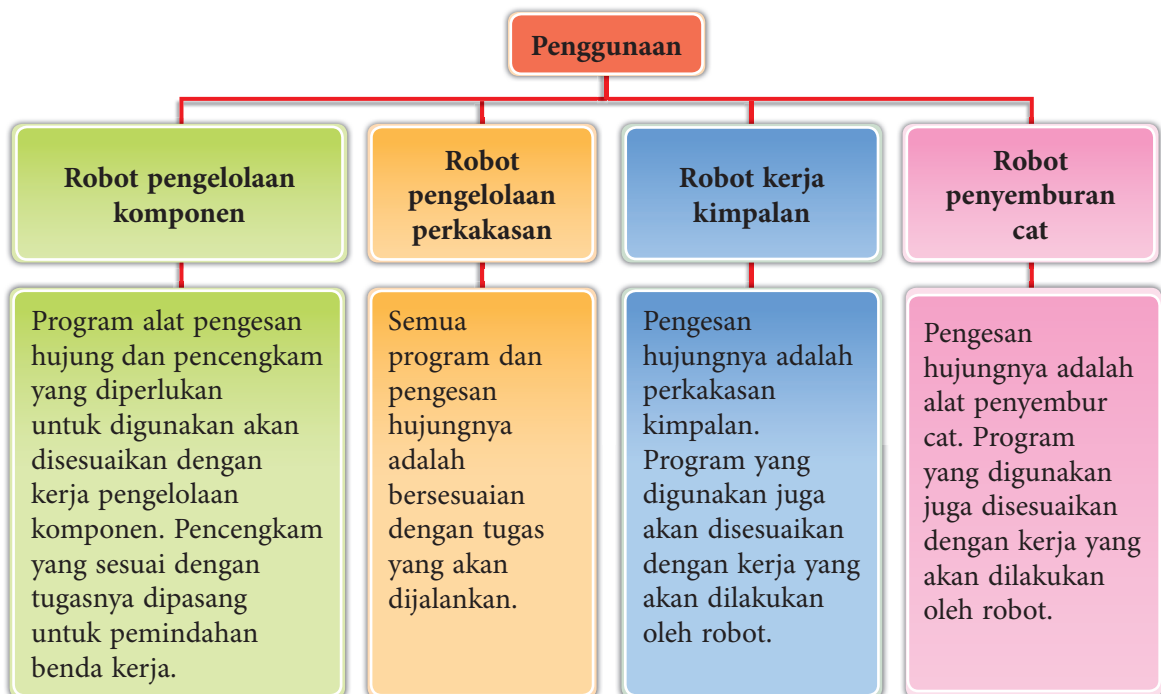 Penggunaan
Robot pengelolaan
komponen
Program alat pengesan
hujung dan pencengkam
yang diperlukan
untuk digunakan akan
disesuaikan dengan
kerja pengelolaan
komponen. Pencengkam
yang sesuai dengan
tugasnya dipasang
untuk pemindahan
benda kerja.
Robot
pengelolaan
perkakasan
Semua
program dan
pengesan
hujungnya
adalah
bersesuaian
dengan tugas
yang akan
dijalankan.
Robot kerja
kimpalan
Pengesan
hujungnya adalah
perkakasan
kimpalan.
Program yang
digunakan juga
akan disesuaikan
dengan kerja yang
akan dilakukan
oleh robot.
Robot
penyemburan
cat
Pengesan
hujungnya adalah
alat penyembur
cat. Program
yang digunakan
juga disesuaikan
dengan kerja yang
akan dilakukan
oleh robot.